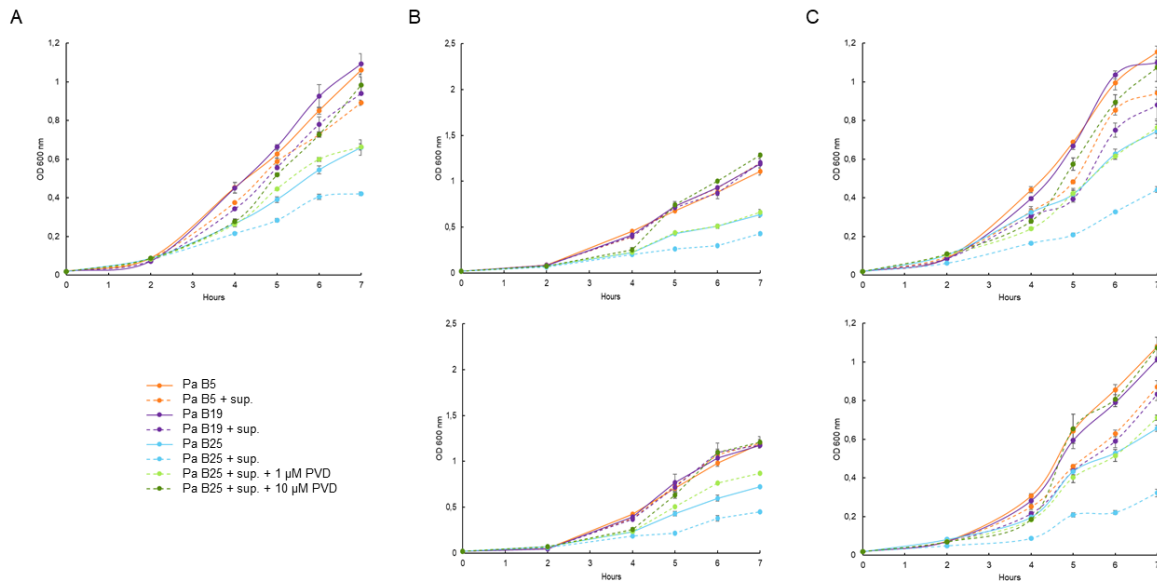 A
B
C
1,2
1
0,8
0,6
0,4
0,2
0
OD 600 nm
0 1 2 3 4 5 6 7
Hours
2,5
2
1,5
1
0,5
0
OD 600 nm
0 1 2 3 4 5 6 7
Hours
1,2
1
0,8
0,6
0,4
0,2
0
OD 600 nm
0 1 2 3 4 5 6 7
Hours
Pa B5
Pa B5 + sup.
Pa B19
Pa B19 + sup.
Pa B25
Pa B25 + sup.
Pa B25 + sup. + 1 µM PVD
Pa B25 + sup. + 10 µM PVD
2,5
2
1,5
1
0,5
0
OD 600 nm
0 1 2 3 4 5 6 7
Hours
1,2
1
0,8
0,6
0,4
0,2
0
OD 600 nm
0 1 2 3 4 5 6 7
Hours